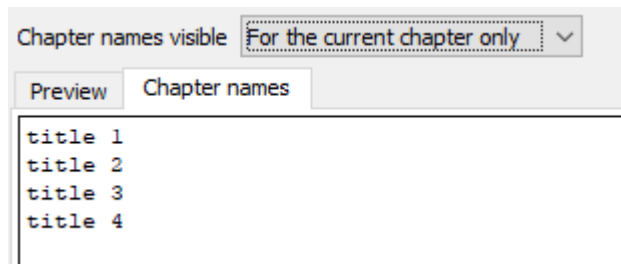 Chapter names visible For the current chapter only
Preview Chapter names
title 1
title 2
title 3
title 4